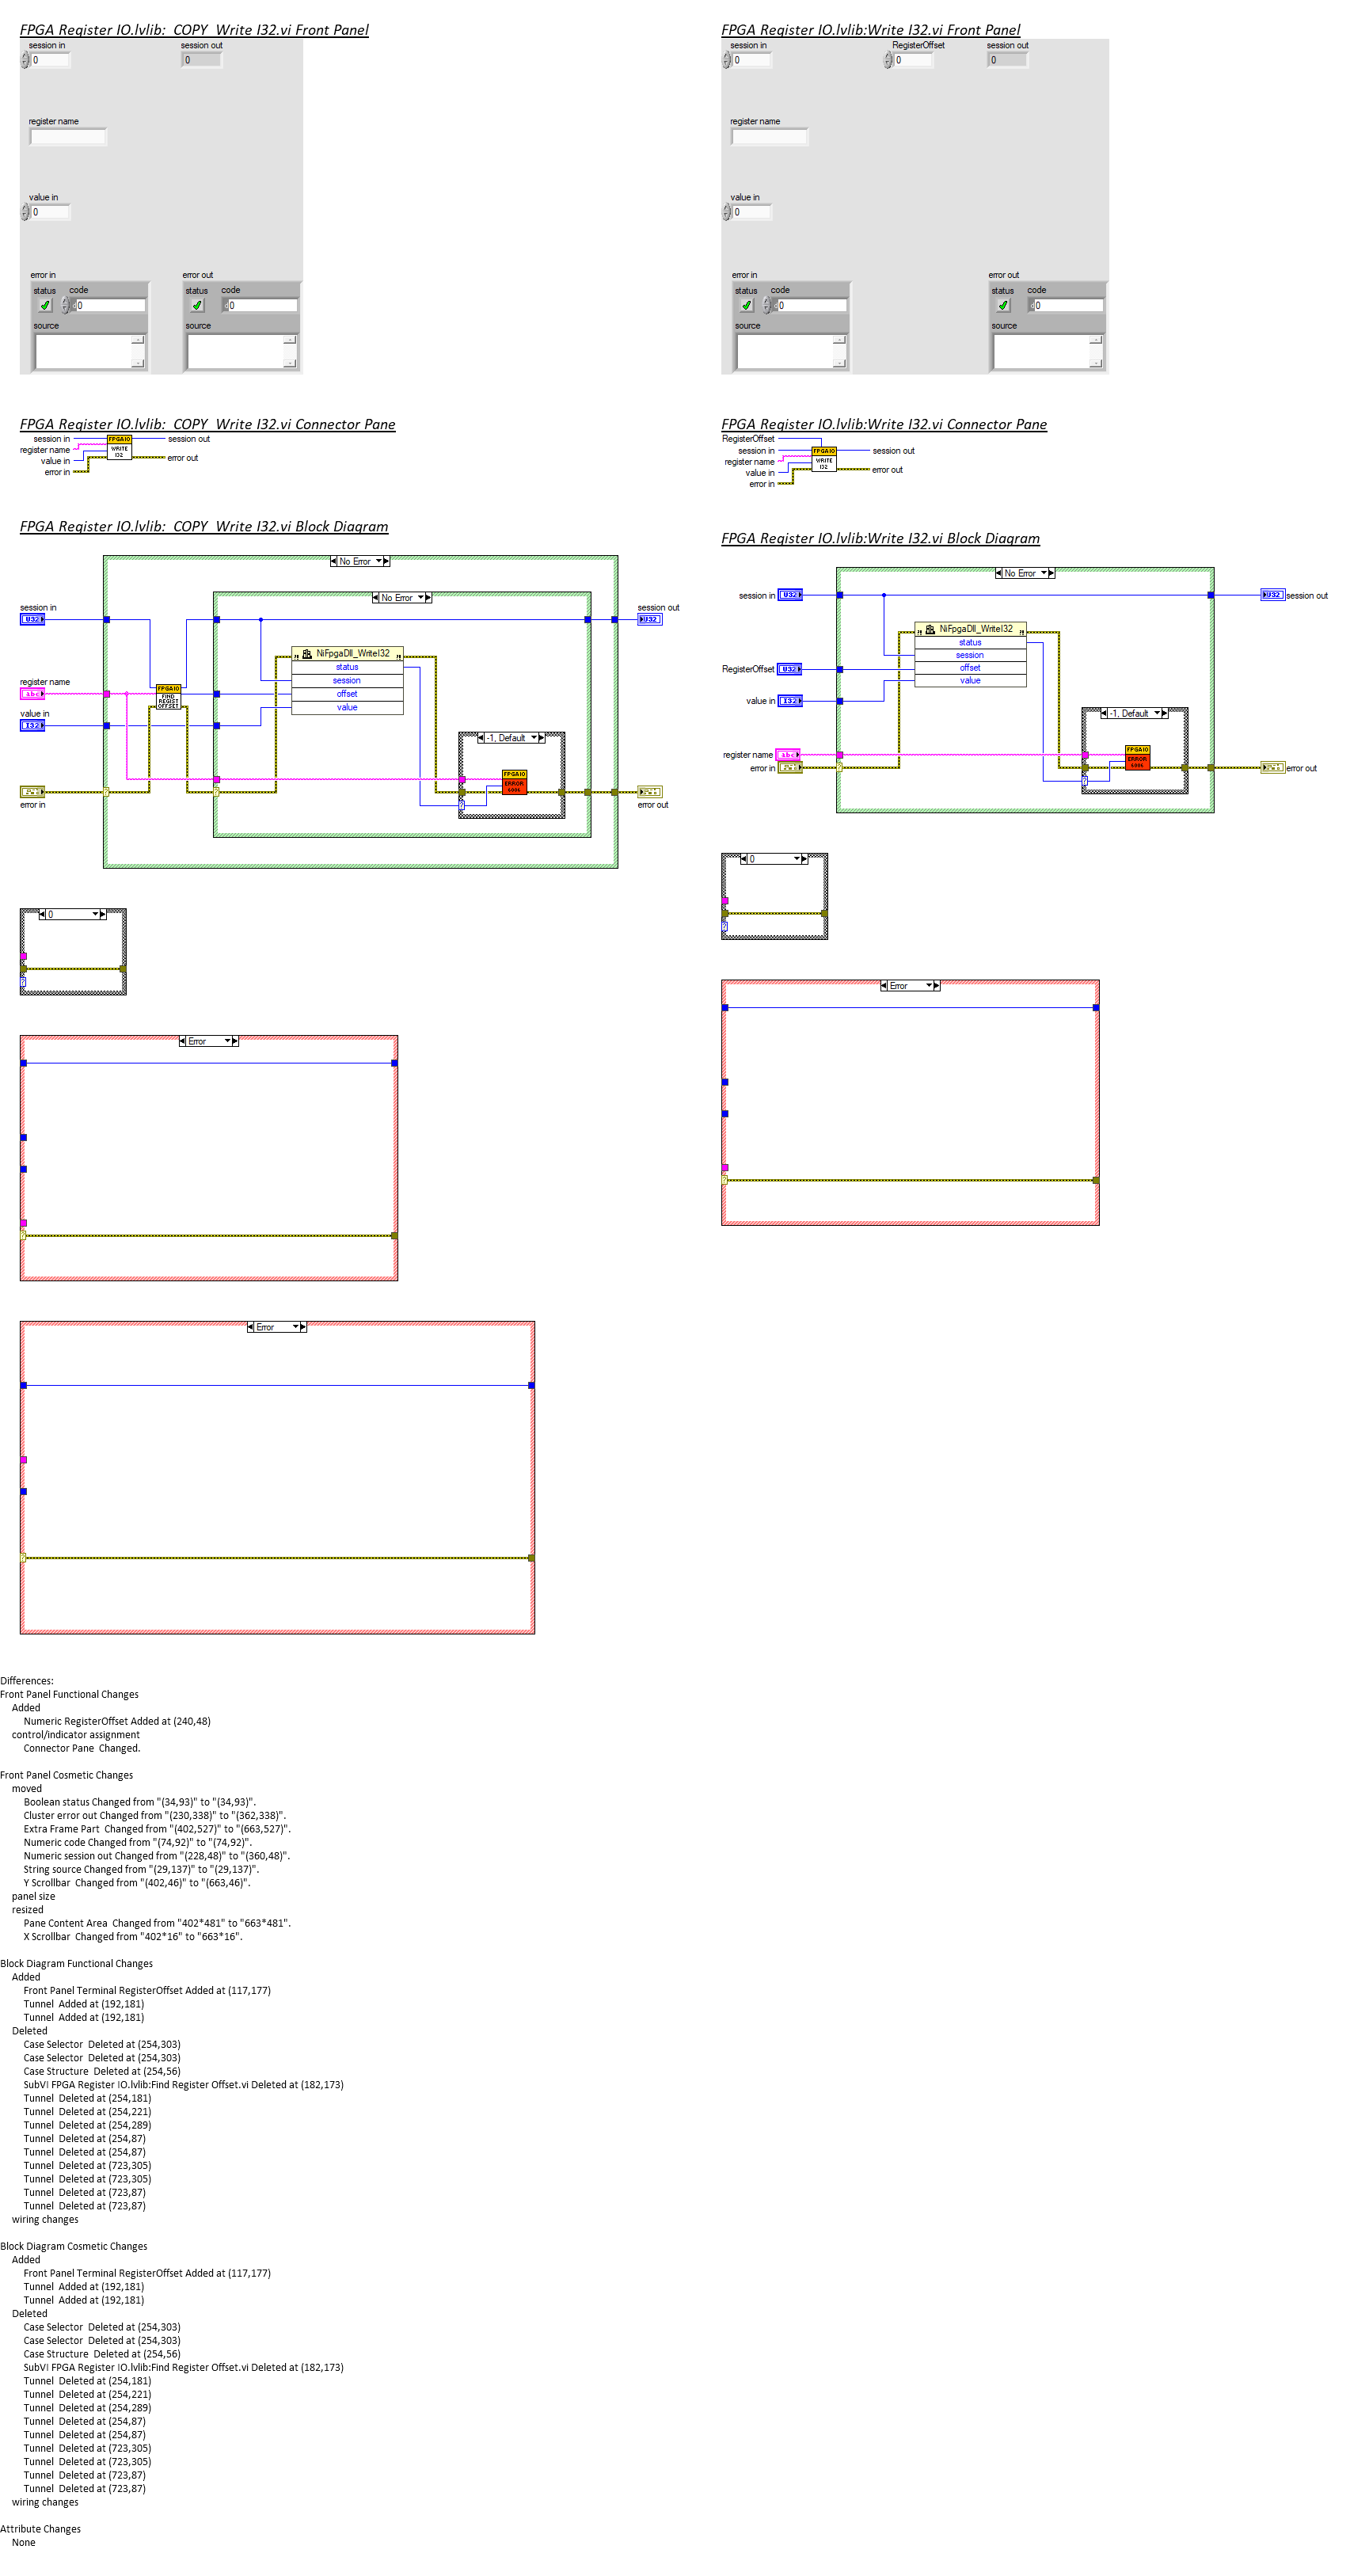 FPGA Register IO.lvlib:_COPY_Write I32.vi Front Panel
session in
0
session out
0
register name
value in
0
error in
status
code
0
source
error out
status
code
0
source
FPGA Register IO.lvlib:_COPY_Write I32.vi Connector Pane
session in
register name
value in
error in
FPGAIO
WRITE
I32
session out
error out
FPGA Register IO.lvlib:_COPY_Write I32.vi Block Diagram
No Error
No Error
session in
U32
session out
U32
NiFpgaDll_WriteI32
status
session
offset
value
register name
abc
FPGAIO
FIND
REGIST
OFFSET
value in
I32
-1, Default
FPGAIO
ERROR
error in
error out
0
Error
Error
FPGA Register IO.lvlib:Write I32.vi Front Panel
session in
0
RegisterOffset
0
session out
0
register name
value in
0
error in
status
code
0
source
error out
status
code
0
source
FPGA Register IO.lvlib:Write I32.vi Connector Pane
RegisterOffset
session in
register name
value in
error in
FPGAIO
WRITE
I32
session out
error out
FPGA Register IO.lvlib:Write I32.vi Block Diagram
No Error
session in
U32
U32
session out
NiFpgaDll_WriteI32
status
session
offset
value
RegisterOffset
U32
value in
I32
-1, Default
register name
abc
FPGAIO
ERROR
error in
error out
0
Error
Differences:
Front Panel Functional Changes
Added
Numeric RegisterOffset Added at (240,48)
control/indicator assignment
Connector Pane  Changed.
Front Panel Cosmetic Changes
moved
Boolean status Changed from "(34,93)" to "(34,93)".
Cluster error out Changed from "(230,338)" to "(362,338)".
Extra Frame Part  Changed from "(402,527)" to "(663,527)".
Numeric code Changed from "(74,92)" to "(74,92)".
Numeric session out Changed from "(228,48)" to "(360,48)".
String source Changed from "(29,137)" to "(29,137)".
Y Scrollbar  Changed from "(402,46)" to "(663,46)".
panel size
resized
Pane Content Area  Changed from "402*481" to "663*481".
X Scrollbar  Changed from "402*16" to "663*16".
Block Diagram Functional Changes
Added
Front Panel Terminal RegisterOffset Added at (117,177)
Tunnel  Added at (192,181)
Tunnel  Added at (192,181)
Deleted
Case Selector  Deleted at (254,303)
Case Selector  Deleted at (254,303)
Case Structure  Deleted at (254,56)
SubVI FPGA Register IO.lvlib:Find Register Offset.vi Deleted at (182,173)
Tunnel  Deleted at (254,181)
Tunnel  Deleted at (254,221)
Tunnel  Deleted at (254,289)
Tunnel  Deleted at (254,87)
Tunnel  Deleted at (254,87)
Tunnel  Deleted at (723,305)
Tunnel  Deleted at (723,305)
Tunnel  Deleted at (723,87)
Tunnel  Deleted at (723,87)
wiring changes
Block Diagram Cosmetic Changes
Added
Front Panel Terminal RegisterOffset Added at (117,177)
Tunnel  Added at (192,181)
Tunnel  Added at (192,181)
Deleted
Case Selector  Deleted at (254,303)
Case Selector  Deleted at (254,303)
Case Structure  Deleted at (254,56)
SubVI FPGA Register IO.lvlib:Find Register Offset.vi Deleted at (182,173)
Tunnel  Deleted at (254,181)
Tunnel  Deleted at (254,221)
Tunnel  Deleted at (254,289)
Tunnel  Deleted at (254,87)
Tunnel  Deleted at (254,87)
Tunnel  Deleted at (723,305)
Tunnel  Deleted at (723,305)
Tunnel  Deleted at (723,87)
Tunnel  Deleted at (723,87)
wiring changes
Attribute Changes
None